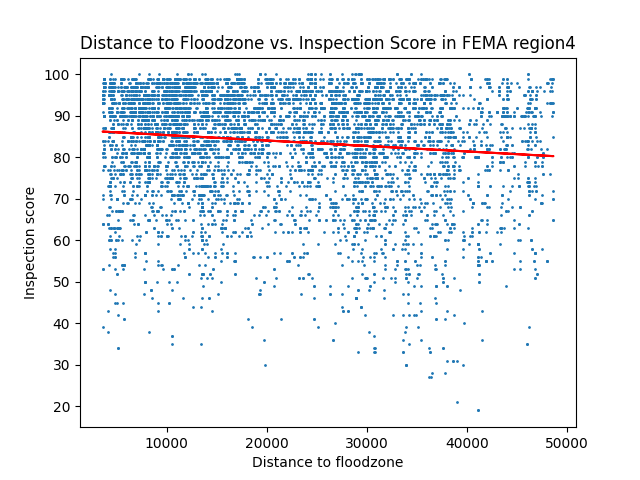 Distance to Floodzone vs. Inspection Score in FEMA region4
100
90
80
70
60
50
40
30
20
Inspection score
10000 20000 30000 40000 50000
Distance to floodzone